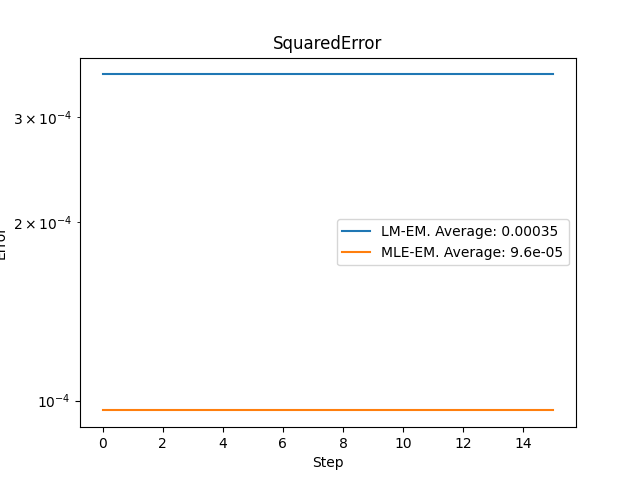 SquaredError
3 × 10⁻⁴
2 × 10⁻⁴
10⁻⁴
Error
LM-EM. Average: 0.00035
MLE-EM. Average: 9.6e-05
0 2 4 6 8 10 12 14
Step